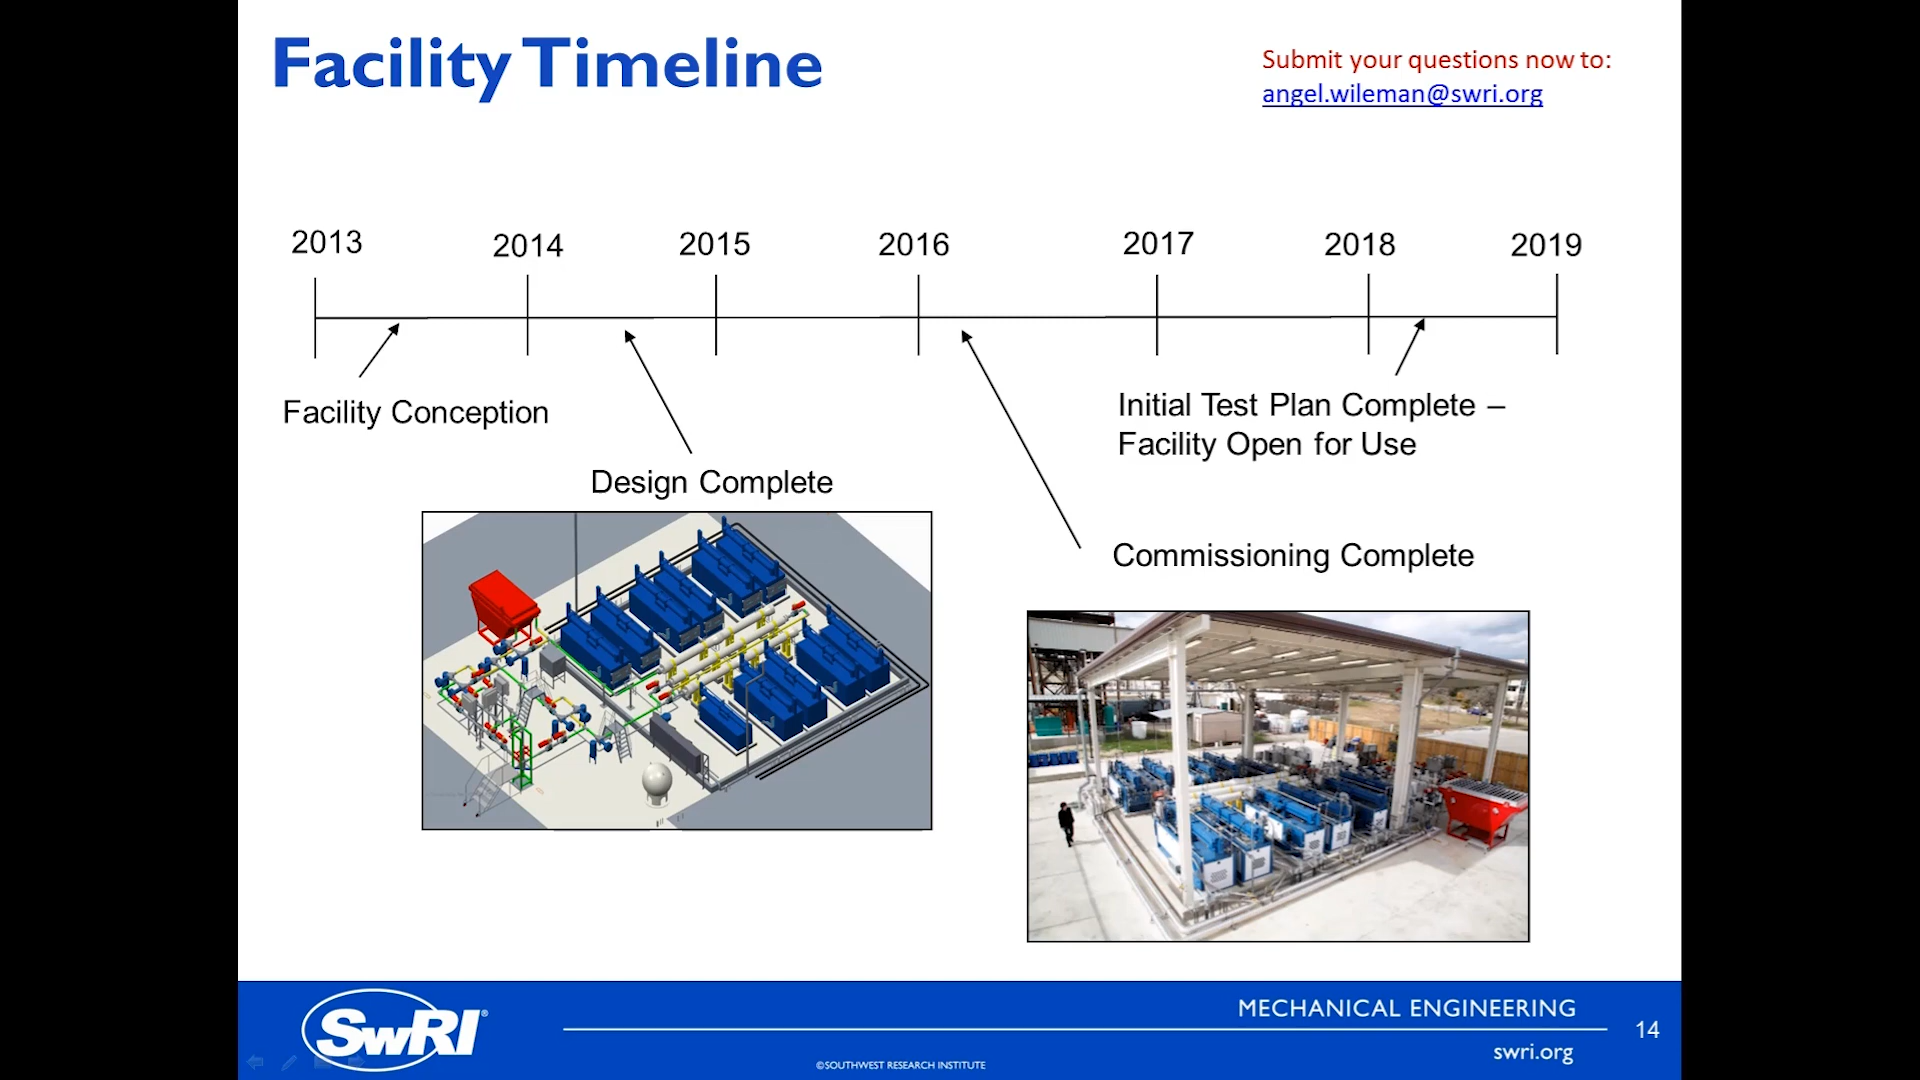 Facility Timeline
Submit your questions now to:
angel.wileman@swri.org
2013
2014
2015
2016
2017
2018
2019
Facility Conception
Design Complete
Initial Test Plan Complete –
Facility Open for Use
Commissioning Complete
SwRI®
MECHANICAL ENGINEERING
14
swri.org
©SOUTHWEST RESEARCH INSTITUTE